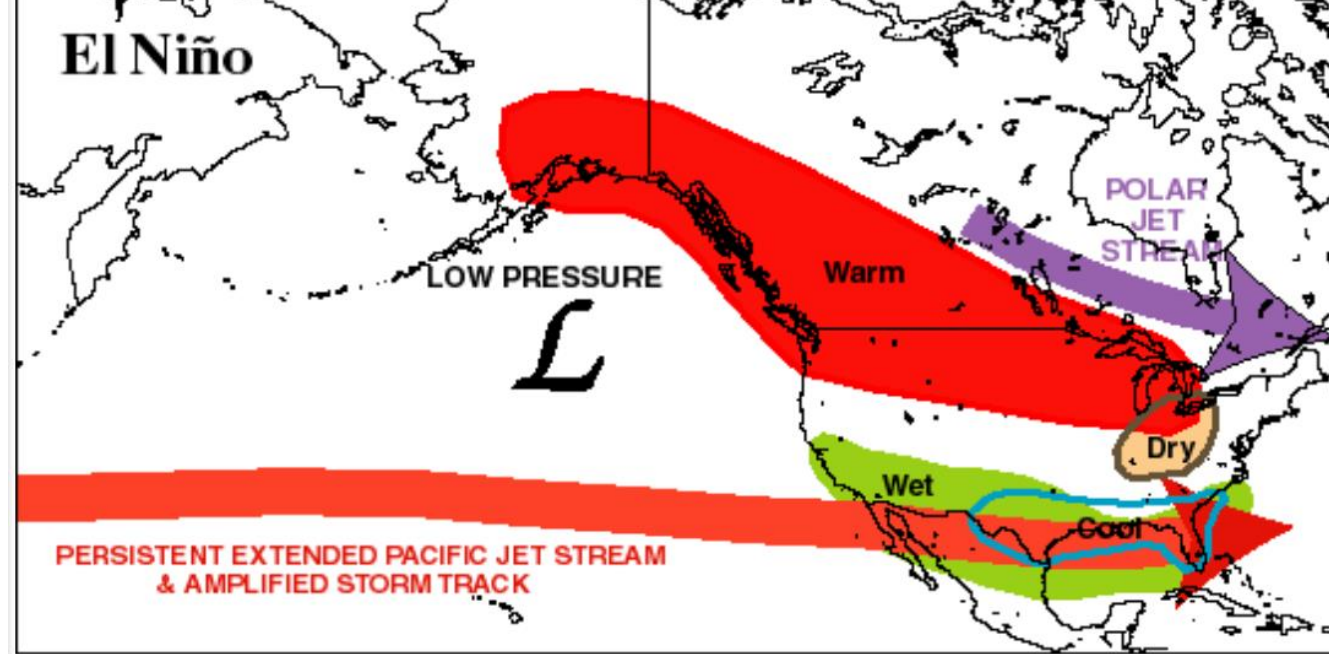 El Niño
POLAR
JET
STREAM
LOW PRESSURE
L
Warm
Dry
Wet
Cool
PERSISTENT EXTENDED PACIFIC JET STREAM
& AMPLIFIED STORM TRACK